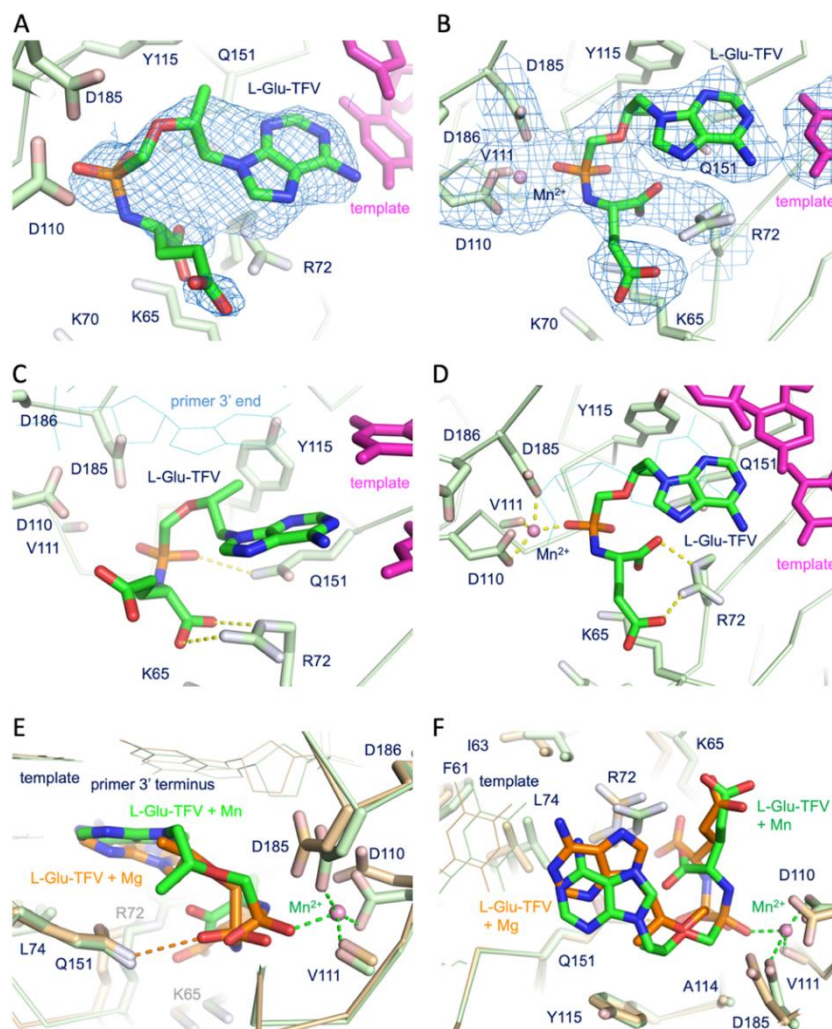 A
Y115
Q151
D185
L-Glu-TFV
D110
template
R72
K65
K70
B
Y115
L-Glu-TFV
D185
D186
V111
Q151
Mn2+
template
D110
R72
K65
K70
C
D186
primer 3' end
D185
Y115
L-Glu-TFV
template
D110
V111
Q151
K65
R72
D
D186
Y115
D185
V111
Q151
Mn2+
L-Glu-TFV
template
D110
K65
R72
E
template
primer 3' terminus
D186
L-Glu-TFV + Mn
D185
D110
L-Glu-TFV + Mg
Mn2+
R72
L74
Q151
V111
K65
F
I63
K65
F61
template
R72
L74
L-Glu-TFV
+ Mn
D110
L-Glu-TFV
+ Mg
Mn2+
Q151
A114
V111
Y115
D185